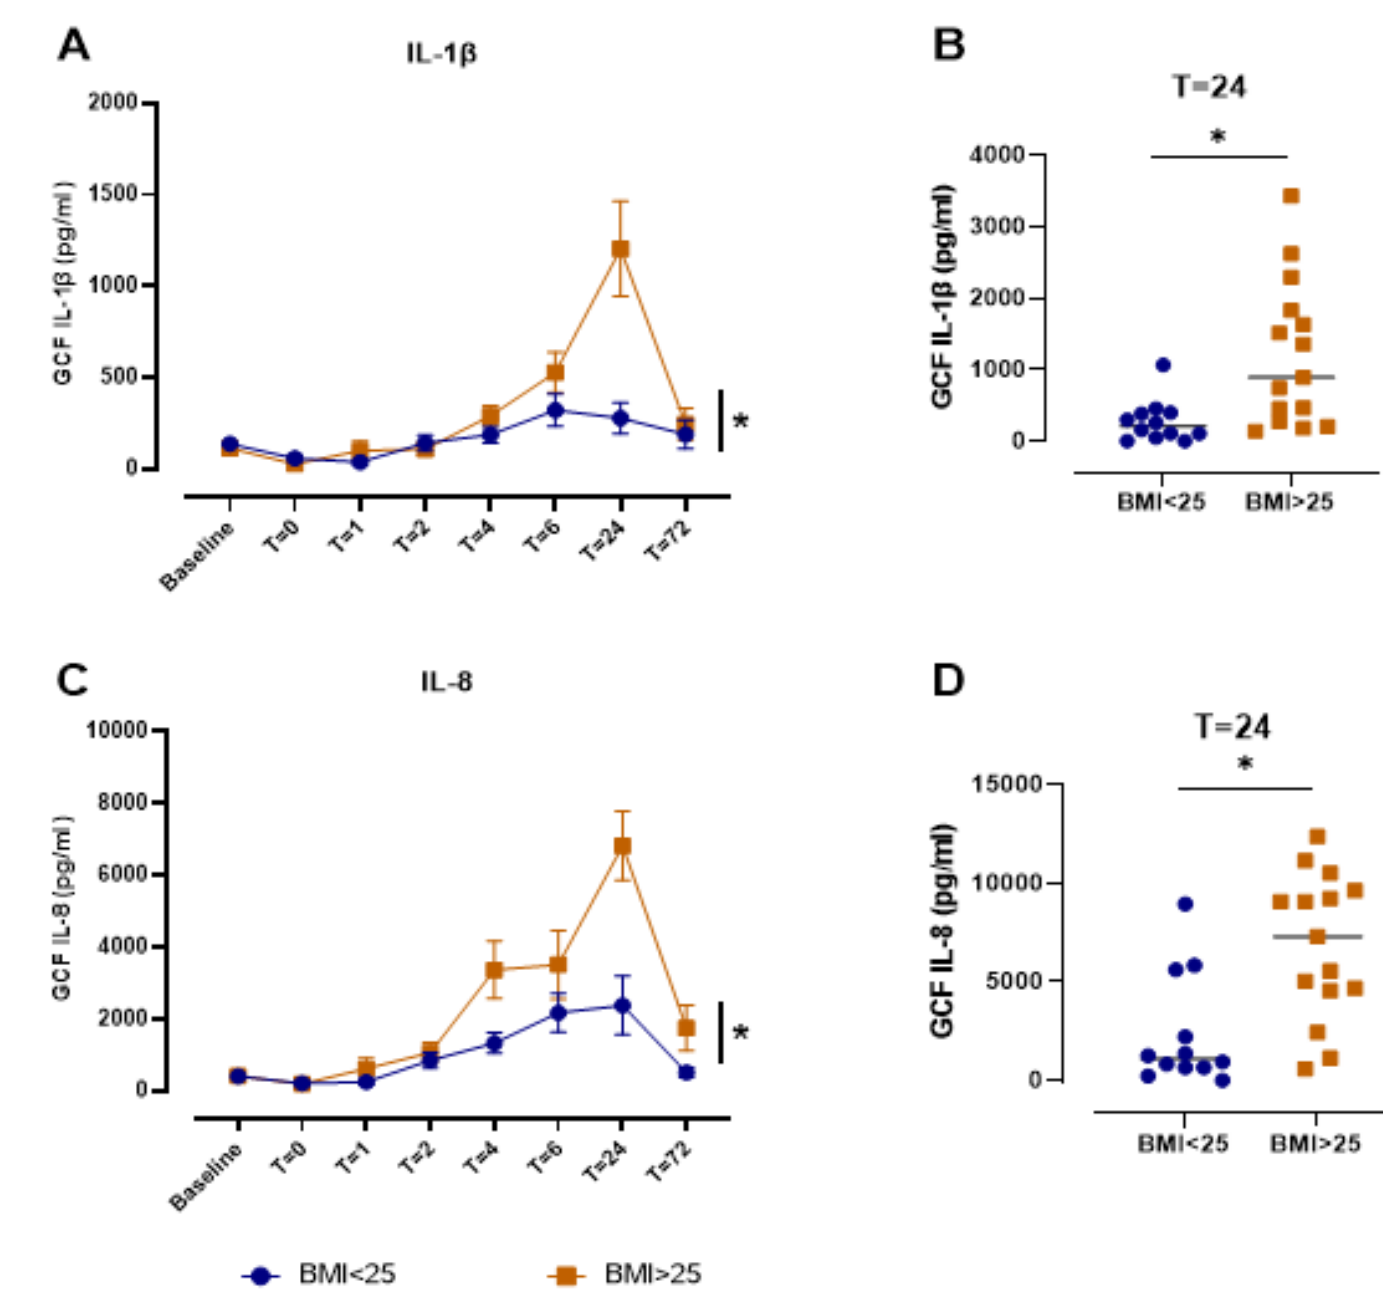 A
IL-1β
GCF IL-1β (pg/ml)
2000
1500
1000
500
0
*
Baseline
T=0
T=1
T=2
T=4
T=6
T=24
T=72
B
T=24
*
GCF IL-1β (pg/ml)
4000
3000
2000
1000
0
BMI<25
BMI>25
C
IL-8
GCF IL-8 (pg/ml)
10000
8000
6000
4000
2000
0
*
Baseline
T=0
T=1
T=2
T=4
T=6
T=24
T=72
D
T=24
*
GCF IL-8 (pg/ml)
15000
10000
5000
0
BMI<25
BMI>25
BMI<25
BMI>25